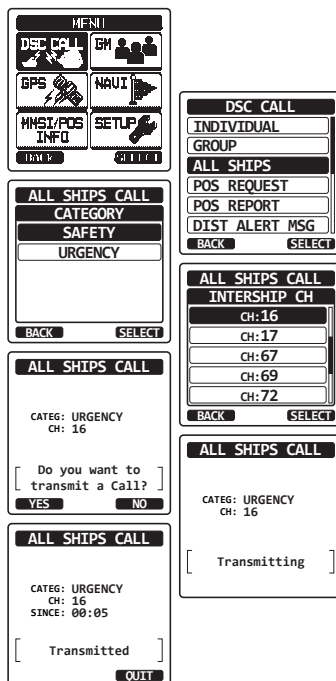 MENU
DSC CALL
GM
GPS
NAVI
MMSI/POS
INFO
SETUP
BACK
SELECT
DSC CALL
INDIVIDUAL
GROUP
ALL SHIPS
POS REQUEST
POS REPORT
DIST ALERT MSG
BACK SELECT
ALL SHIPS CALL
CATEGORY
SAFETY
URGENCY
BACK SELECT
ALL SHIPS CALL
INTERSHIP CH
CH:16
CH:17
CH:67
CH:69
CH:72
BACK SELECT
ALL SHIPS CALL
CATEG: URGENCY
CH: 16
Do you want to
transmit a Call?
YES NO
ALL SHIPS CALL
CATEG: URGENCY
CH: 16
Transmitting
ALL SHIPS CALL
CATEG: URGENCY
CH: 16
SINCE: 00:05
Transmitted
QUIT